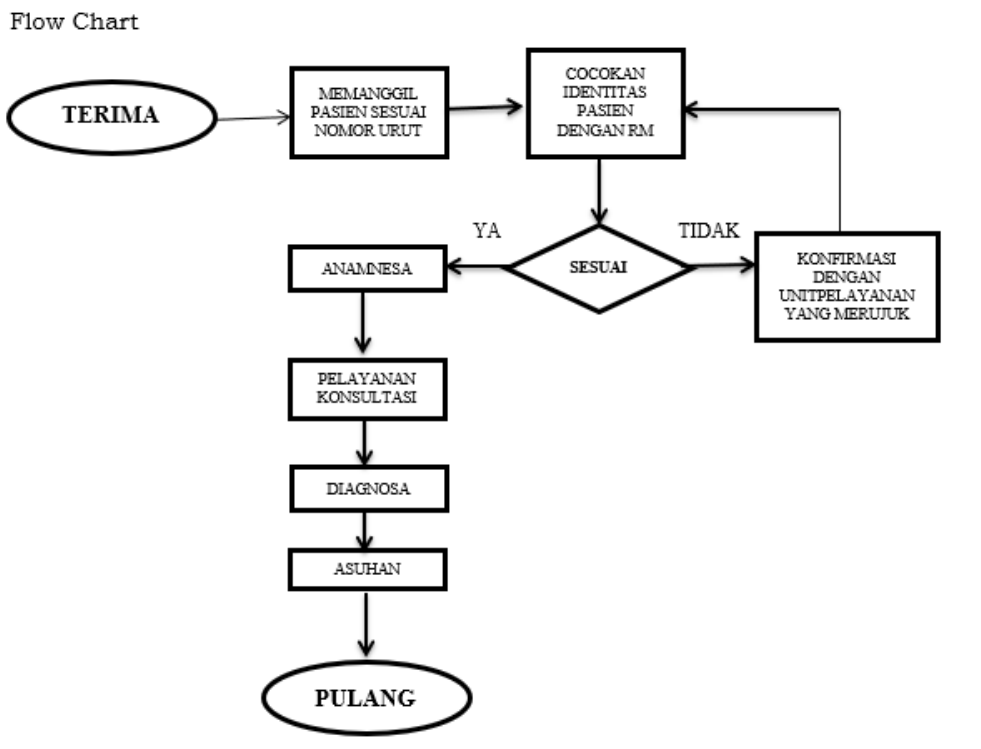 Flow Chart
TERIMA
MEMANGGIL
PASIEN SESUAI
NOMOR URUT
COCOKAN
IDENTITAS
PASIEN
DENGAN RM
YA
TIDAK
ANAMNESA
SESUAI
KONFIRMASI
DENGAN
UNITPELAYANAN
YANG MERUJUK
PELAYANAN
KONSULTASI
DIAGNOSA
ASUHAN
PULANG